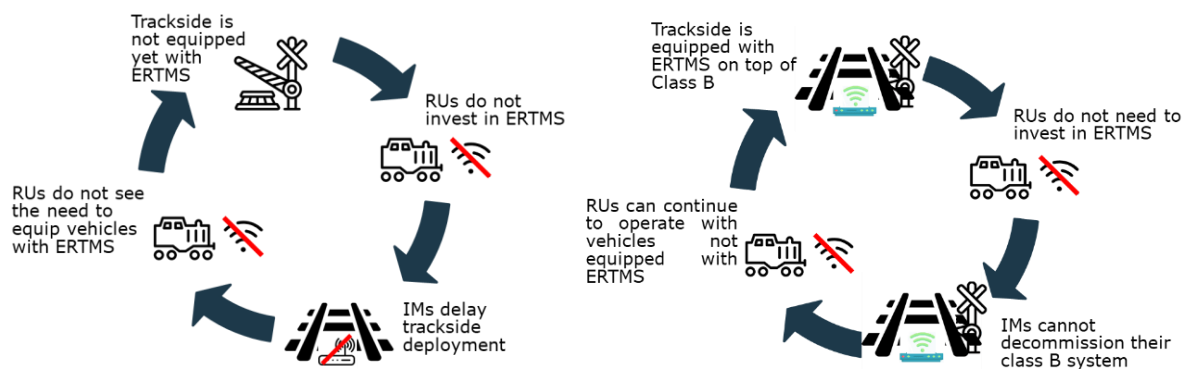 Trackside is
not equipped
yet with
ERTMS
RUs do not
invest in ERTMS
IMs delay
trackside
deployment
RUs do not see
the need to
equip vehicles
with ERTMS
Trackside is
equipped with
ERTMS on top of
Class B
RUs do not need to
invest in ERTMS
IMs cannot
decommission their
class B system
RUs can continue
to operate with
vehicles not
equipped with
ERTMS